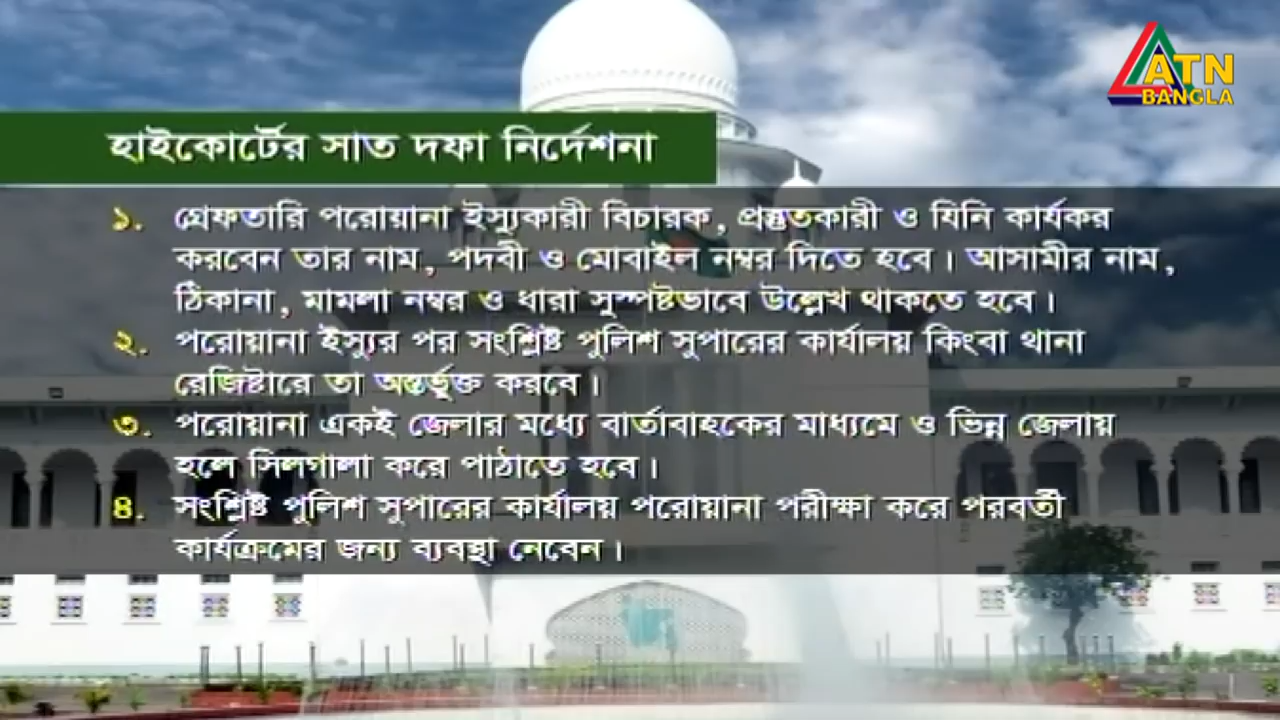 ATN
BANGLA
হাইকোর্টের সাত দফা নির্দেশনা
১. গ্রেফতারি পরোয়ানা ইস্যুকারী বিচারক, প্রস্তুতকারী ও যিনি কার্যকর
করবেন তার নাম, পদবী ও মোবাইল নম্বর দিতে হবে। আসামীর নাম,
ঠিকানা, মামলা নম্বর ও ধারা সুস্পষ্টভাবে উল্লেখ থাকতে হবে।
২. পরোয়ানা ইস্যুর পর সংশ্লিষ্ট পুলিশ সুপারের কার্যালয় কিংবা থানা
রেজিষ্টারে তা অন্তর্ভূক্ত করবে।
৩. পরোয়ানা একই জেলার মধ্যে বার্তাবাহকের মাধ্যমে ও ভিন্ন জেলায়
হলে সিলগালা করে পাঠাতে হবে।
৪. সংশ্লিষ্ট পুলিশ সুপারের কার্যালয় পরোয়ানা পরীক্ষা করে পরবর্তী
কার্যক্রমের জন্য ব্যবস্থা নেবেন।